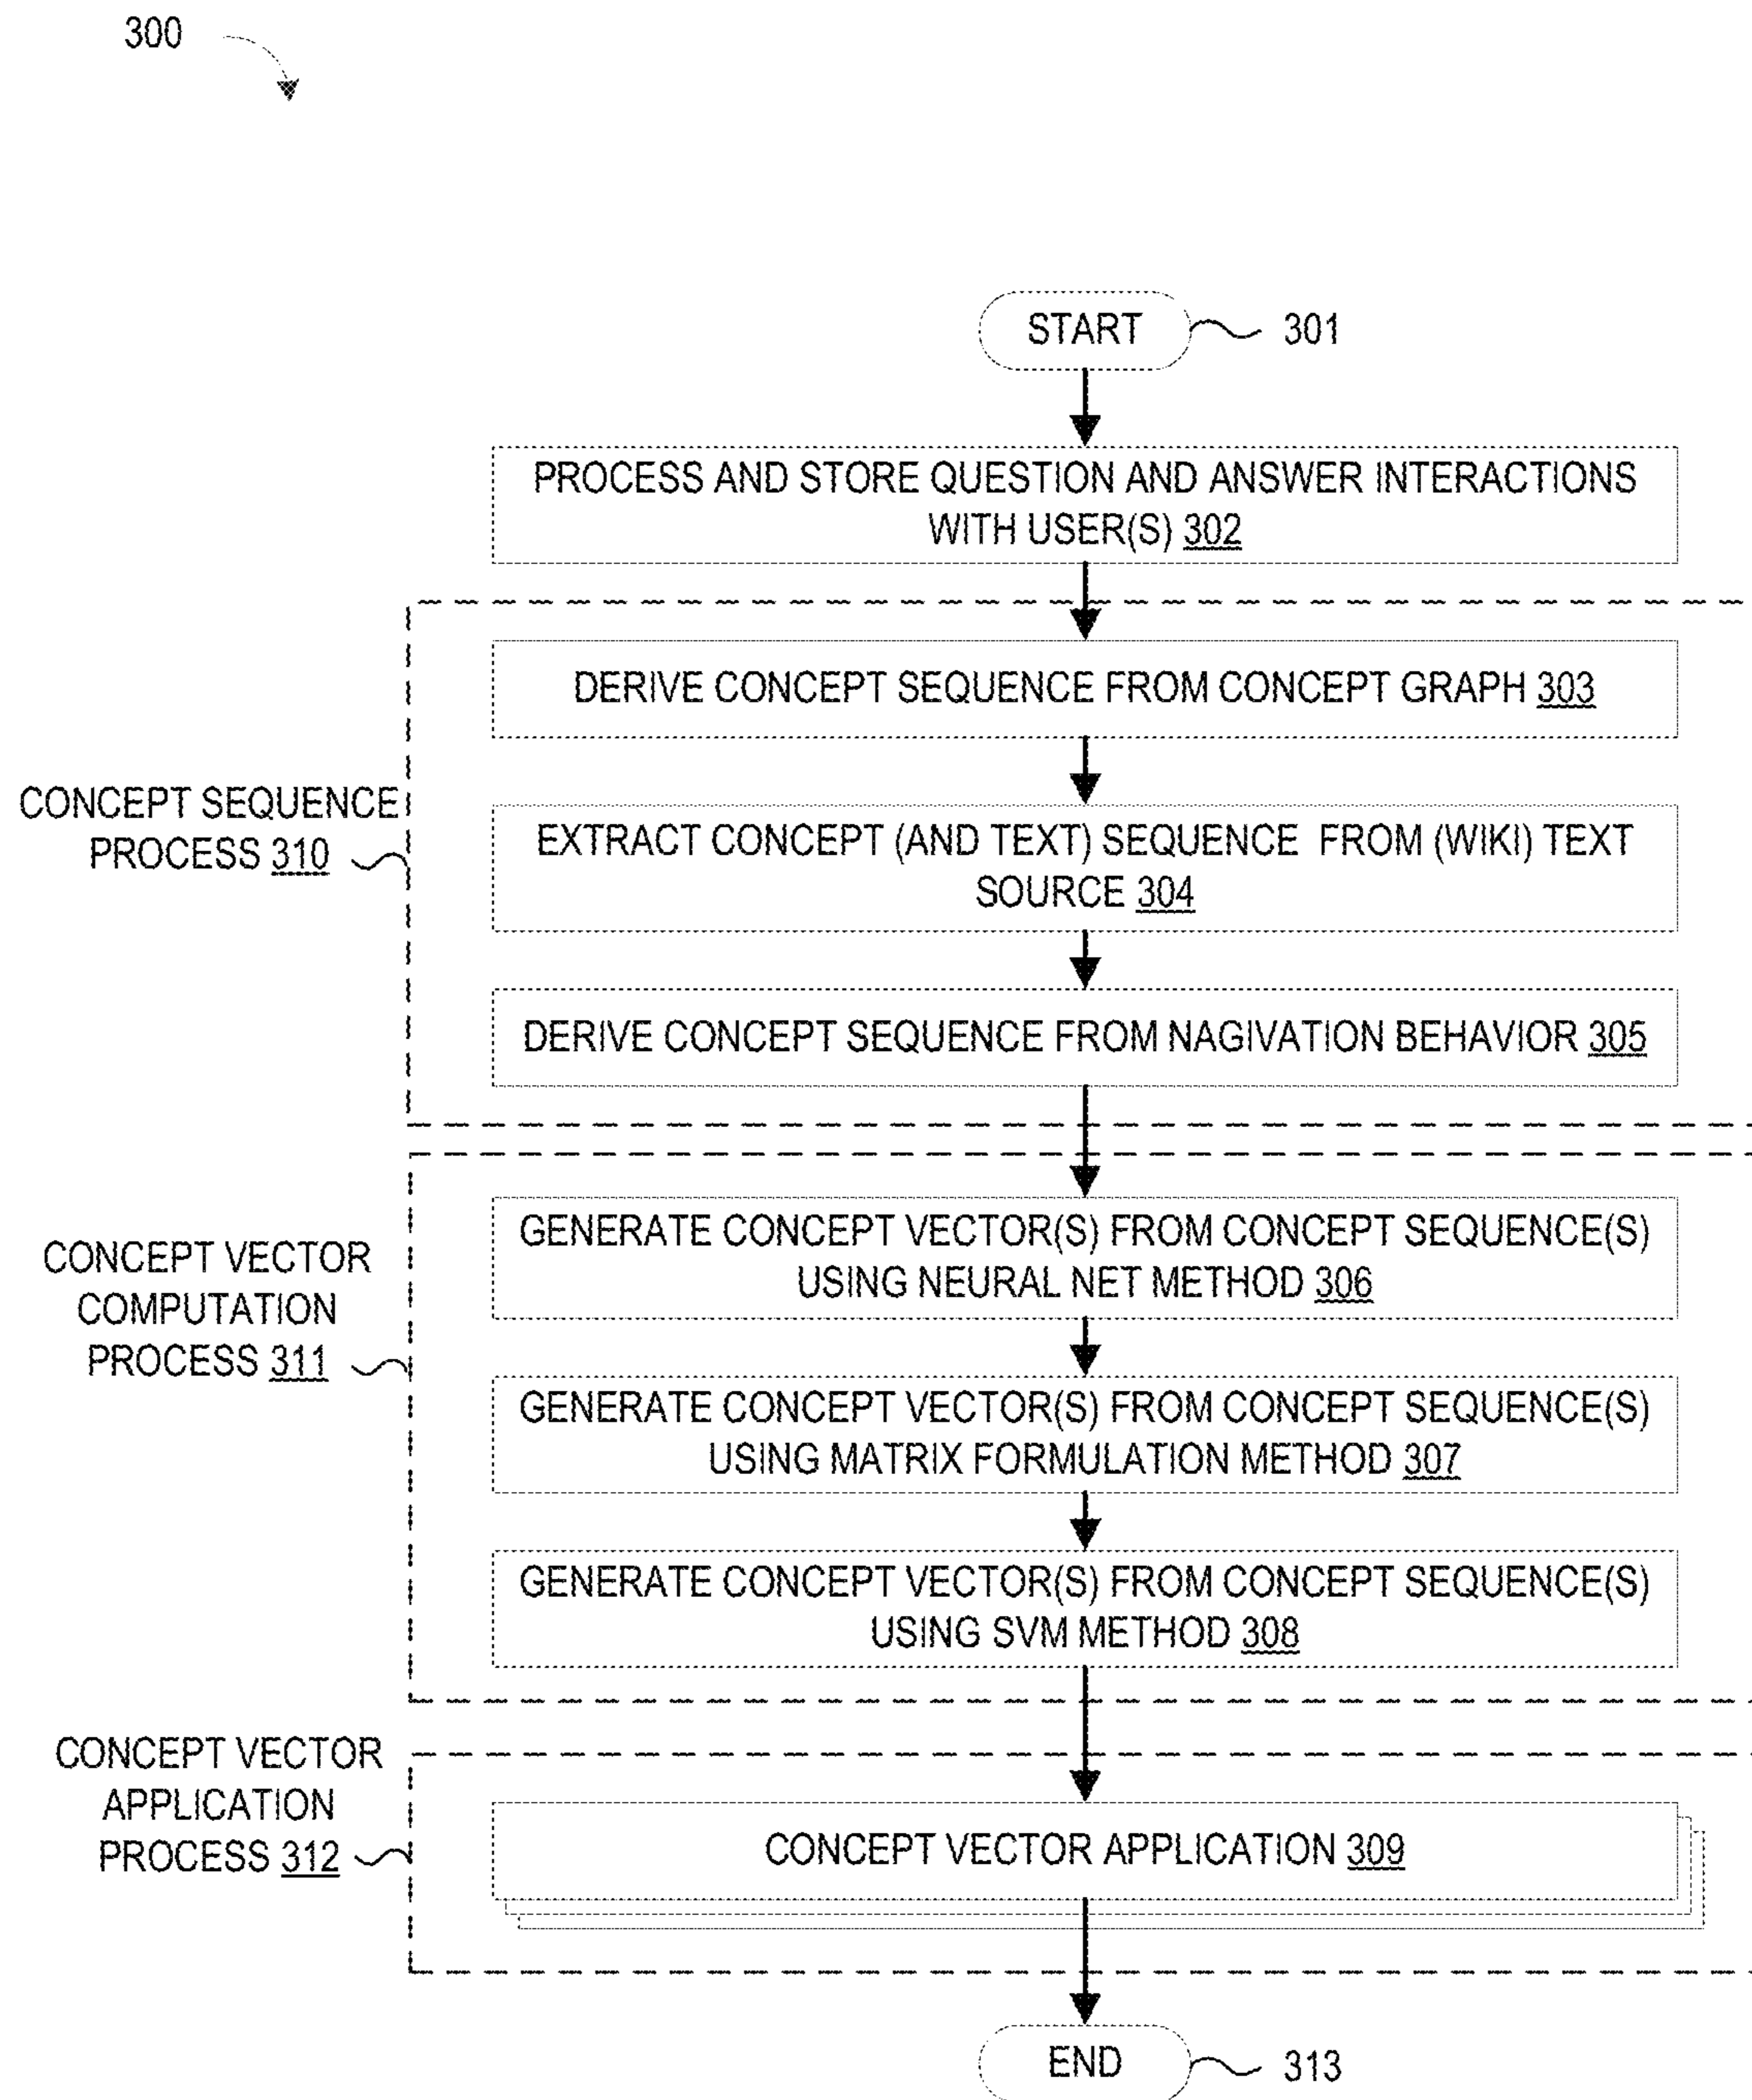 300
START
301
PROCESS AND STORE QUESTION AND ANSWER INTERACTIONS
WITH USER(S) 302
DERIVE CONCEPT SEQUENCE FROM CONCEPT GRAPH 303
CONCEPT SEQUENCE
PROCESS 310
EXTRACT CONCEPT (AND TEXT) SEQUENCE FROM (WIKI) TEXT
SOURCE 304
DERIVE CONCEPT SEQUENCE FROM NAGIVATION BEHAVIOR 305
CONCEPT VECTOR
COMPUTATION
PROCESS 311
GENERATE CONCEPT VECTOR(S) FROM CONCEPT SEQUENCE(S)
USING NEURAL NET METHOD 306
GENERATE CONCEPT VECTOR(S) FROM CONCEPT SEQUENCE(S)
USING MATRIX FORMULATION METHOD 307
GENERATE CONCEPT VECTOR(S) FROM CONCEPT SEQUENCE(S)
USING SVM METHOD 308
CONCEPT VECTOR
APPLICATION
PROCESS 312
CONCEPT VECTOR APPLICATION 309
END
313